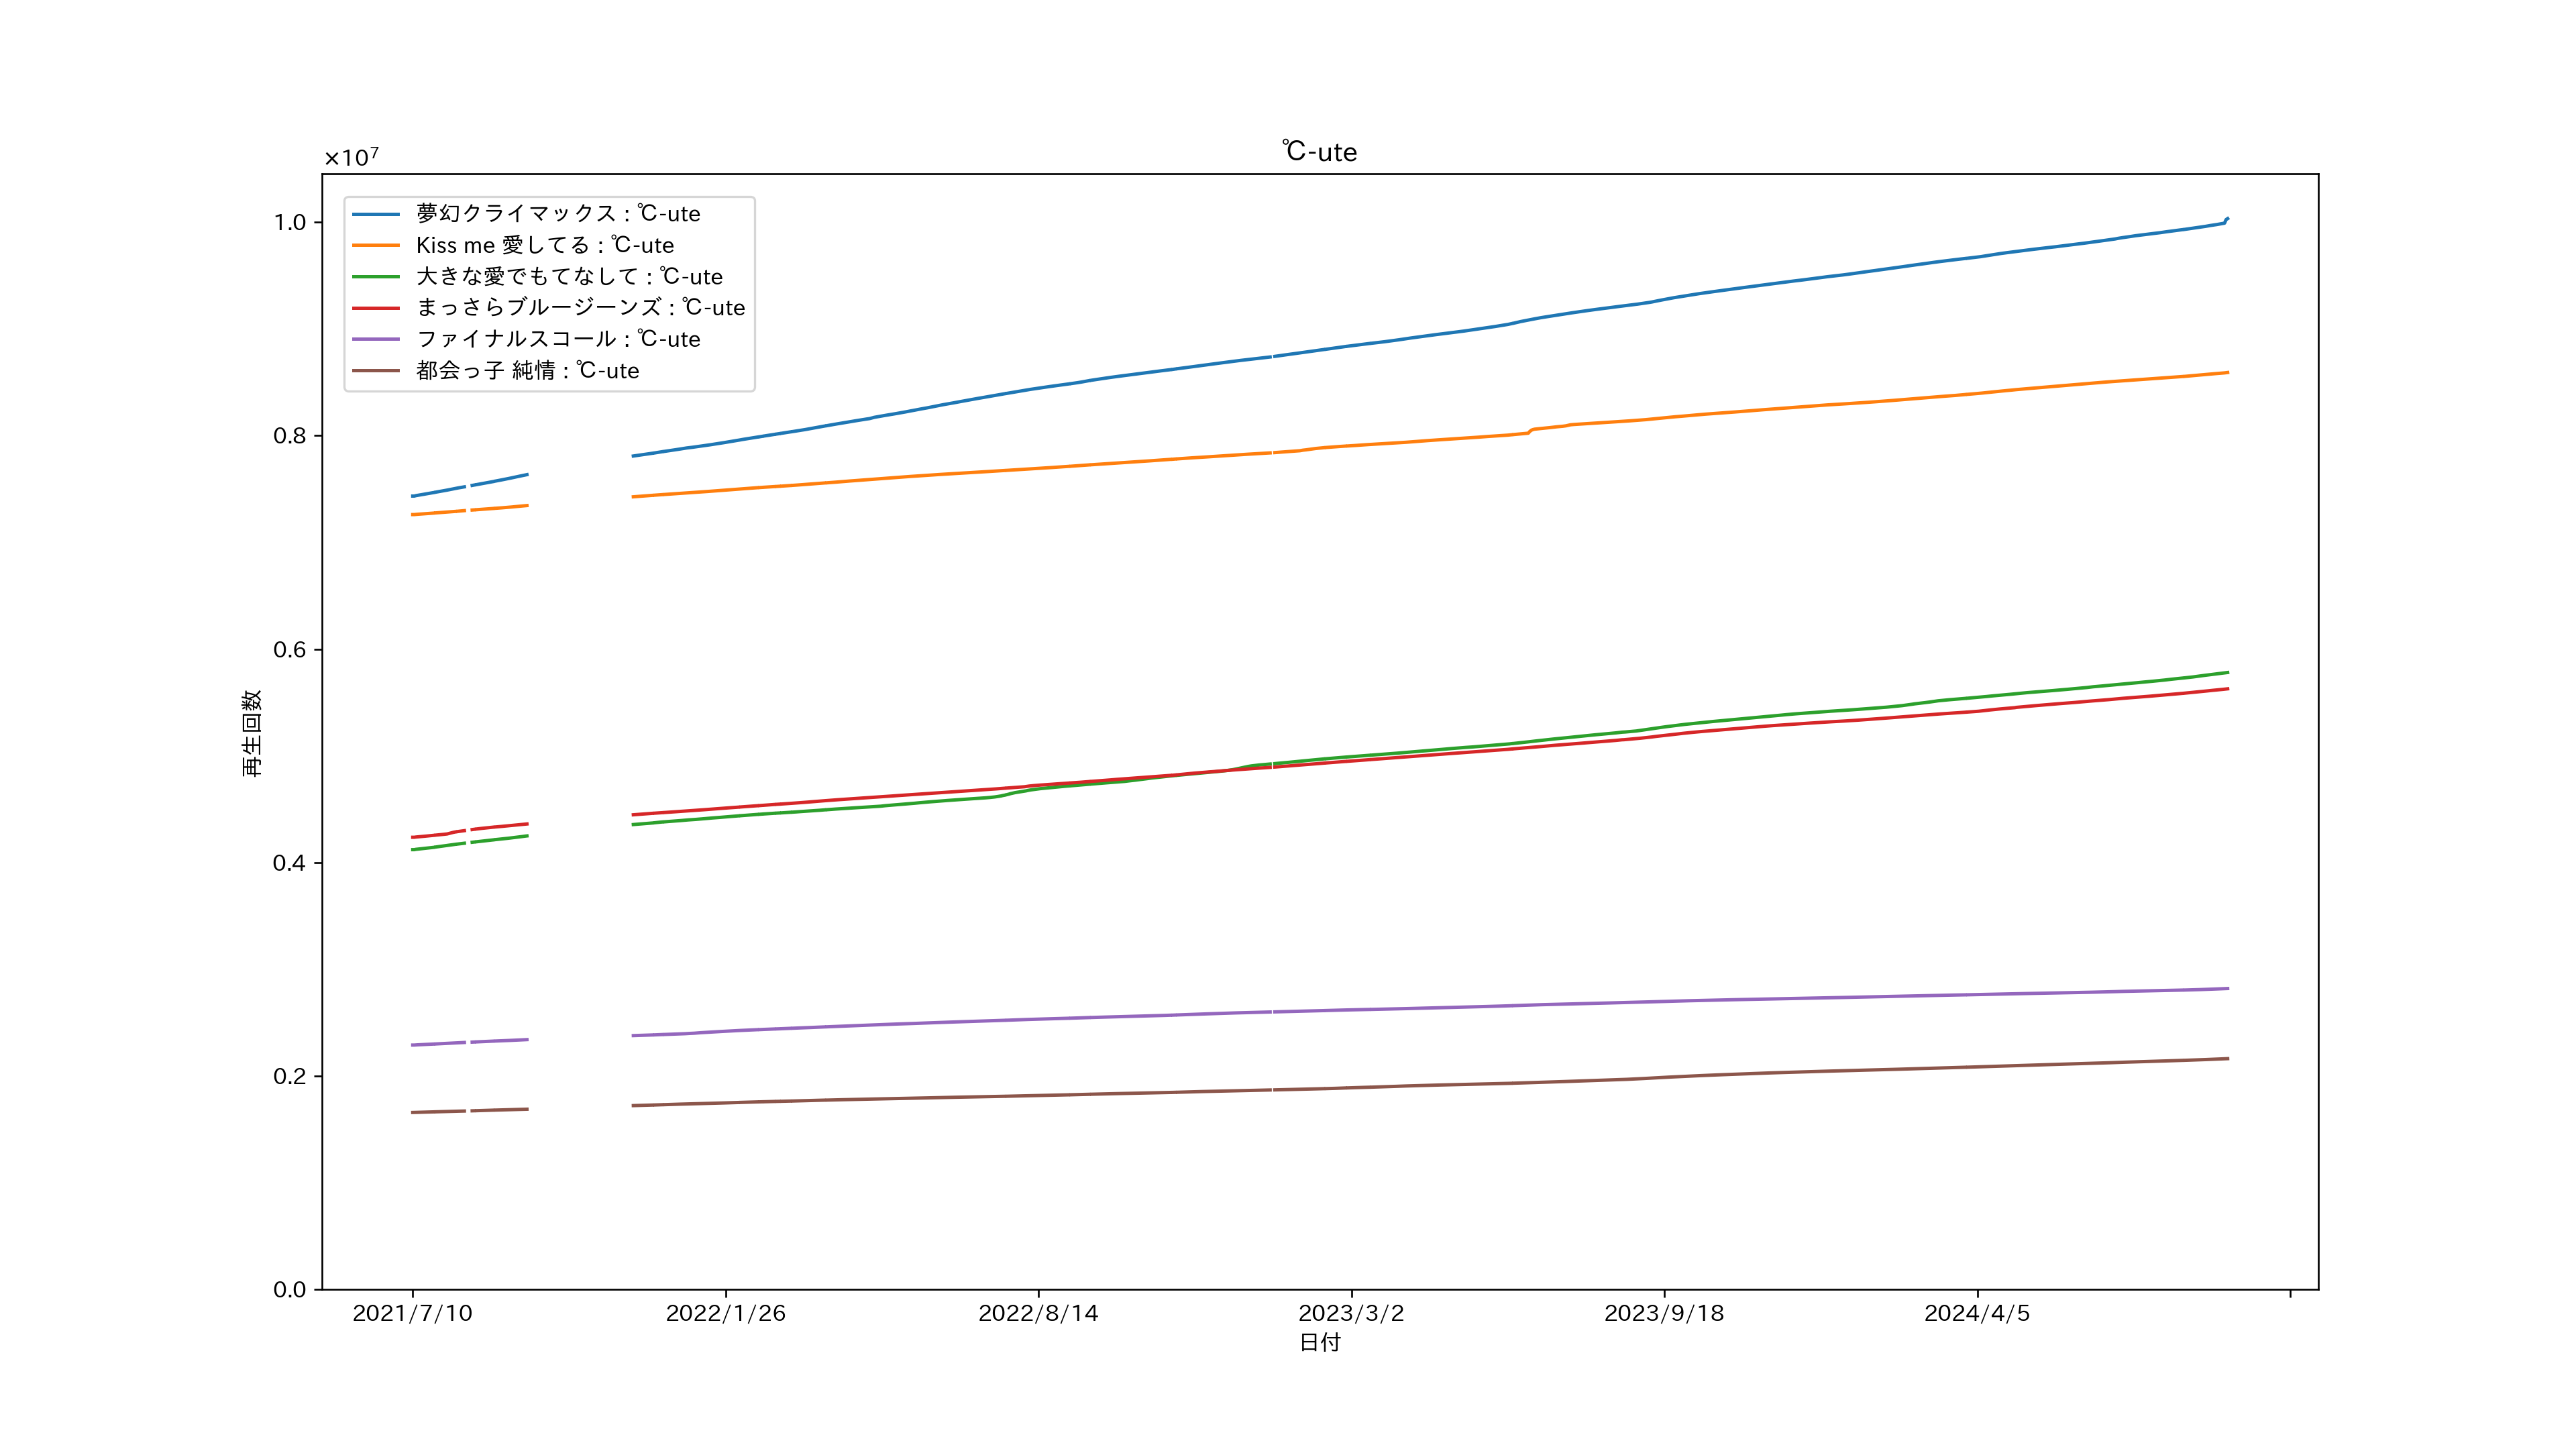 ℃-ute
×10⁷
1.0
0.8
0.6
0.4
0.2
0.0
再生回数
夢幻クライマックス : ℃-ute
Kiss me 愛してる : ℃-ute
大きな愛でもてなして : ℃-ute
まっさらブルージーンズ : ℃-ute
ファイナルスコール : ℃-ute
都会っ子 純情 : ℃-ute
2021/7/10 2022/1/26 2022/8/14 2023/3/2 2023/9/18 2024/4/5
日付